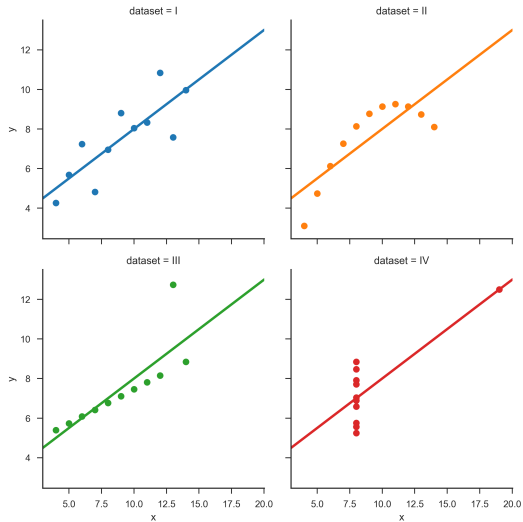 dataset = I
dataset = II
12
10
8
6
4
y
dataset = III
dataset = IV
12
10
8
6
4
y
5.0 7.5 10.0 12.5 15.0 17.5 20.0
5.0 7.5 10.0 12.5 15.0 17.5 20.0
x
x